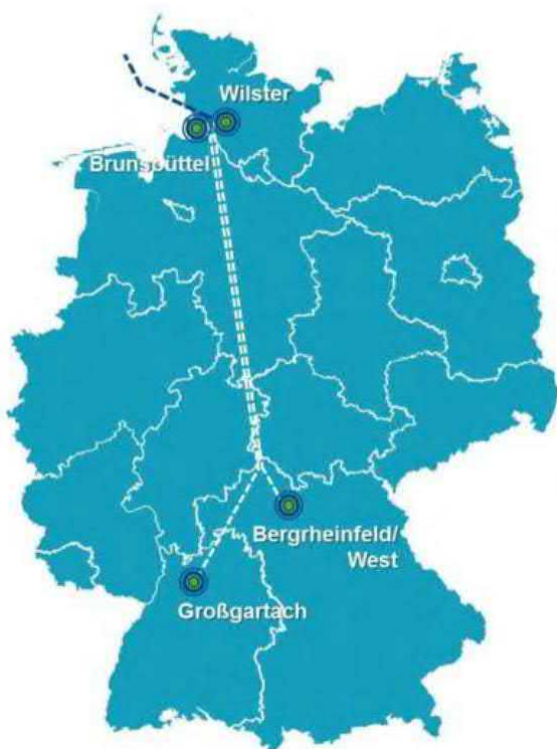 Wilster
Brunsbüttel
Bergrheinfeld/
West
Großgartach